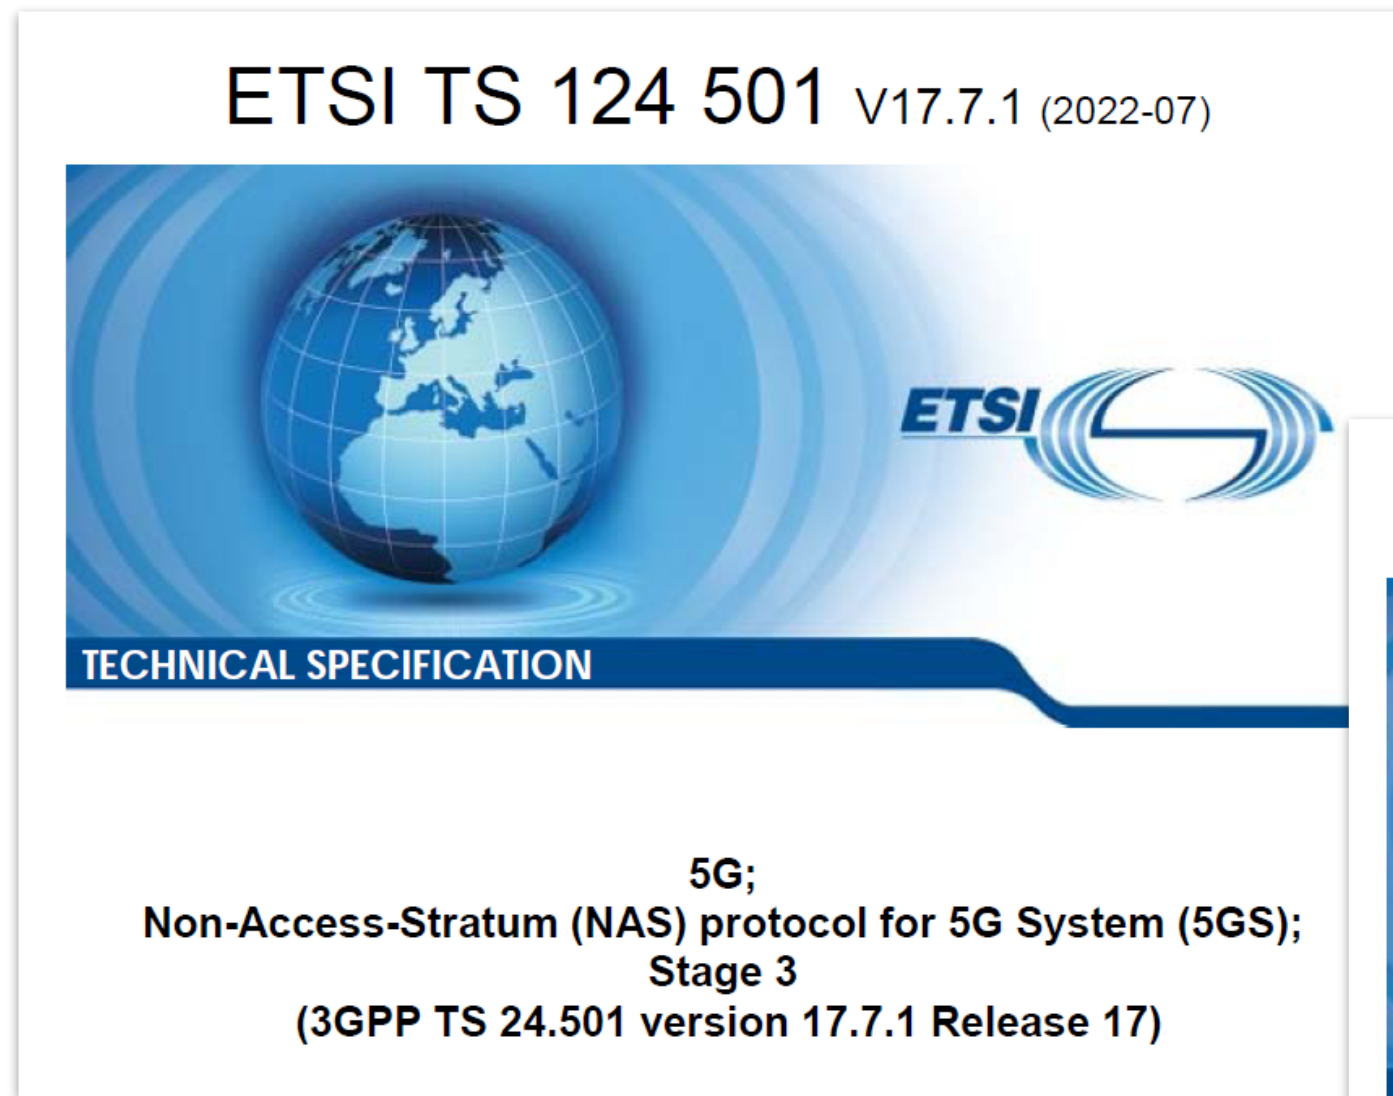 ETSI TS 124 501 V17.7.1 (2022-07)
ETSI
TECHNICAL SPECIFICATION
5G;
Non-Access-Stratum (NAS) protocol for 5G System (5GS);
Stage 3
(3GPP TS 24.501 version 17.7.1 Release 17)